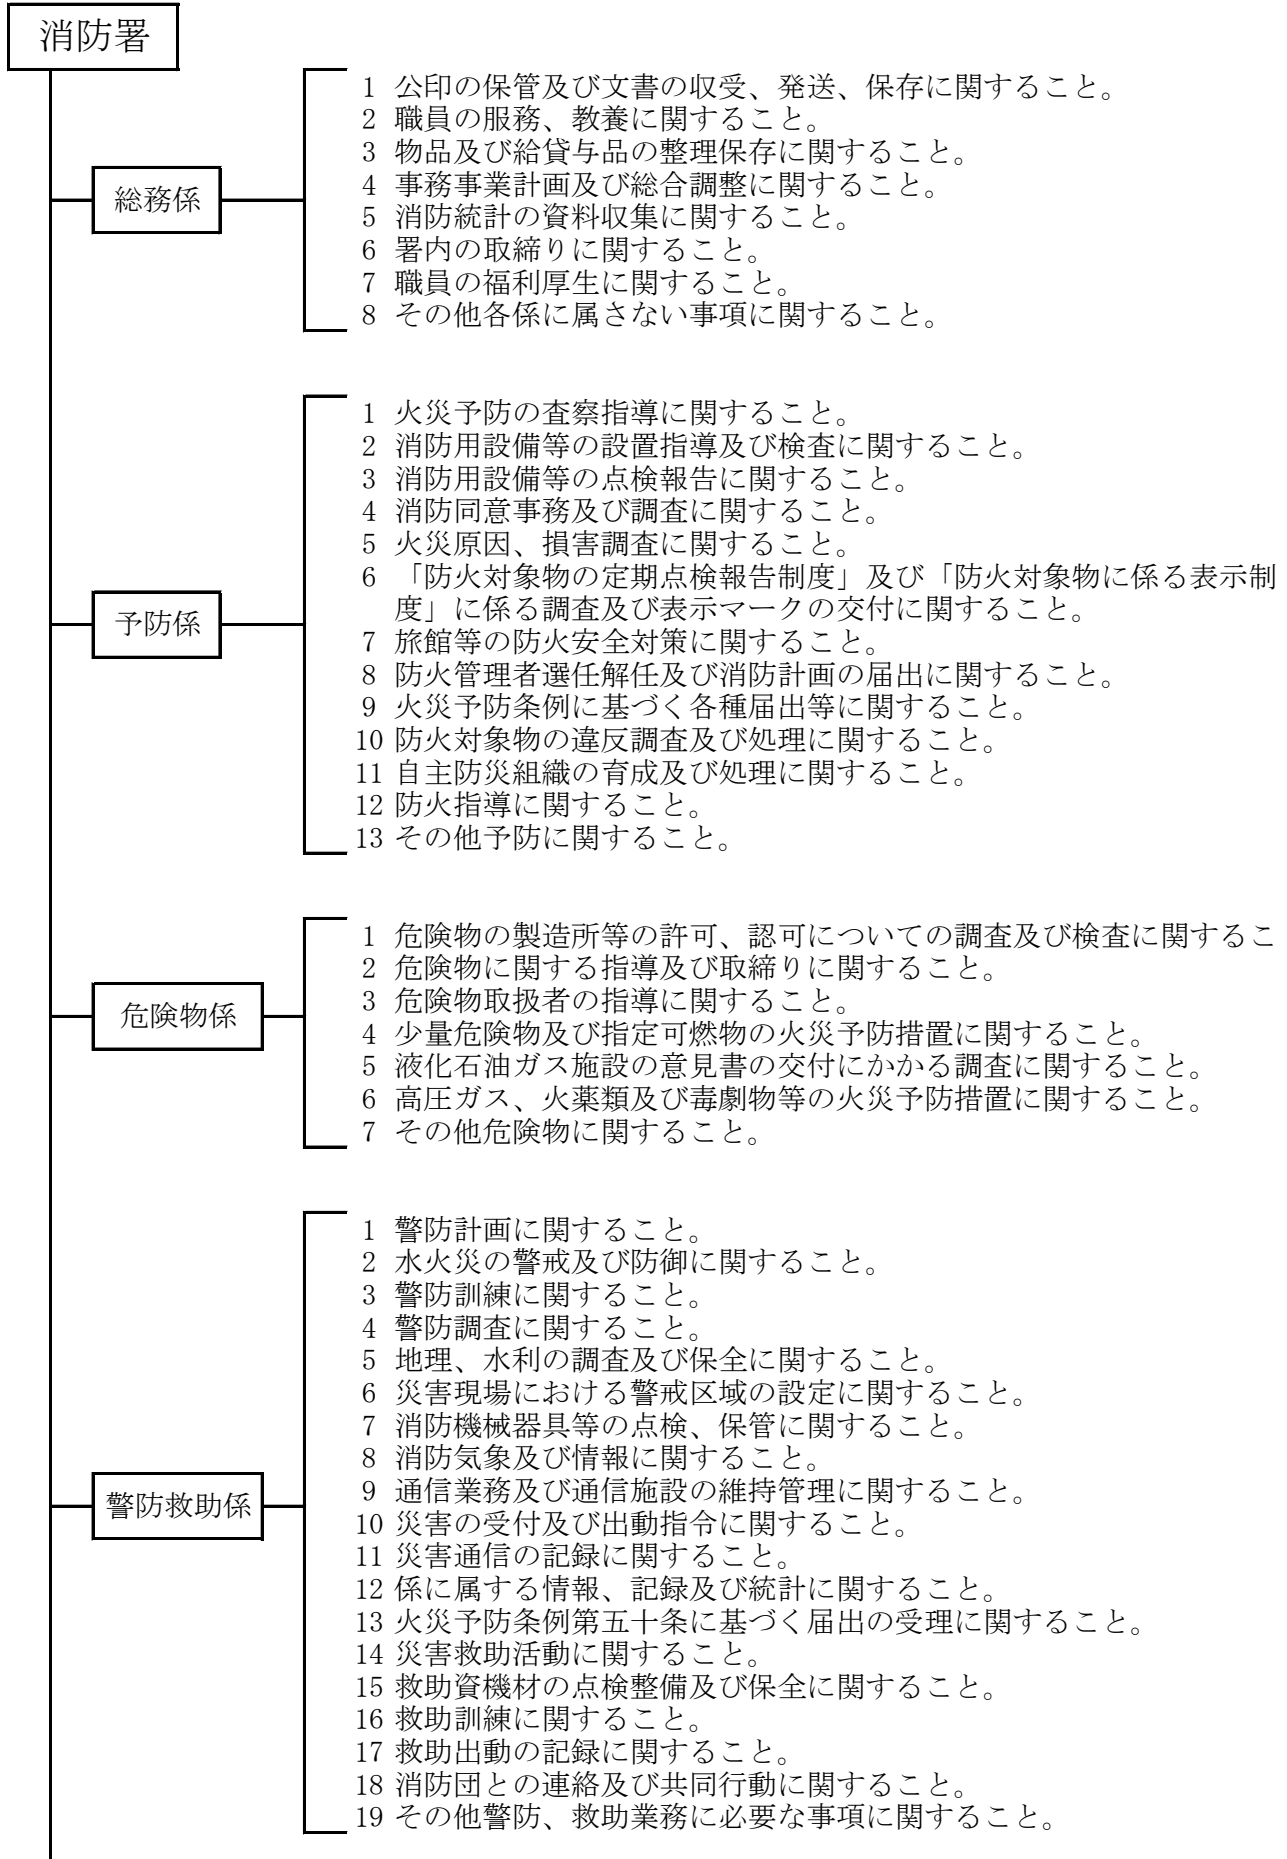 消防署
総務係
1 公印の保管及び文書の収受、発送、保存に関すること。
2 職員の服務、教養に関すること。
3 物品及び給貸与品の整理保存に関すること。
4 事務事業計画及び総合調整に関すること。
5 消防統計の資料収集に関すること。
6 署内の取締りに関すること。
7 職員の福利厚生に関すること。
8 その他各係に属さない事項に関すること。
予防係
1 火災予防の査察指導に関すること。
2 消防用設備等の設置指導及び検査に関すること。
3 消防用設備等の点検報告に関すること。
4 消防同意事務及び調査に関すること。
5 火災原因、損害調査に関すること。
6 「防火対象物の定期点検報告制度」及び「防火対象物に係る表示制
度」に係る調査及び表示マークの交付に関すること。
7 旅館等の防火安全対策に関すること。
8 防火管理者選任解任及び消防計画の届出に関すること。
9 火災予防条例に基づく各種届出等に関すること。
10 防火対象物の違反調査及び処理に関すること。
11 自主防災組織の育成及び処理に関すること。
12 防火指導に関すること。
13 その他予防に関すること。
危険物係
1 危険物の製造所等の許可、認可についての調査及び検査に関するこ
2 危険物に関する指導及び取締りに関すること。
3 危険物取扱者の指導に関すること。
4 少量危険物及び指定可燃物の火災予防措置に関すること。
5 液化石油ガス施設の意見書の交付にかかる調査に関すること。
6 高圧ガス、火薬類及び毒劇物等の火災予防措置に関すること。
7 その他危険物に関すること。
警防救助係
1 警防計画に関すること。
2 水火災の警戒及び防御に関すること。
3 警防訓練に関すること。
4 警防調査に関すること。
5 地理、水利の調査及び保全に関すること。
6 災害現場における警戒区域の設定に関すること。
7 消防機械器具等の点検、保管に関すること。
8 消防気象及び情報に関すること。
9 通信業務及び通信施設の維持管理に関すること。
10 災害の受付及び出動指令に関すること。
11 災害通信の記録に関すること。
12 係に属する情報、記録及び統計に関すること。
13 火災予防条例第五十条に基づく届出の受理に関すること。
14 災害救助活動に関すること。
15 救助資機材の点検整備及び保全に関すること。
16 救助訓練に関すること。
17 救助出動の記録に関すること。
18 消防団との連絡及び共同行動に関すること。
19 その他警防、救助業務に必要な事項に関すること。